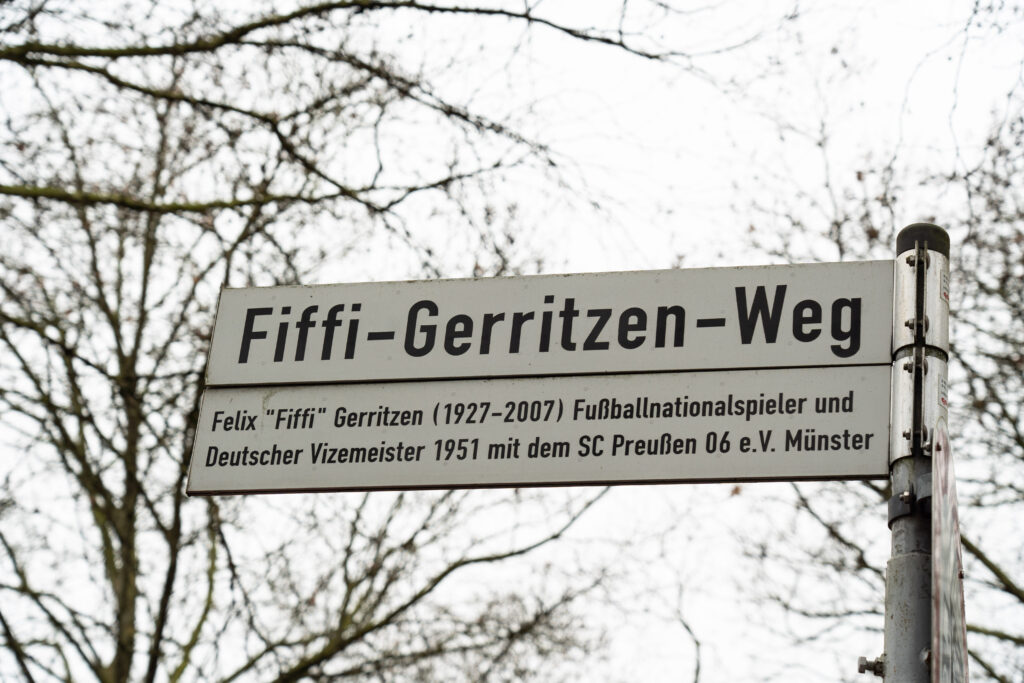 Fiffi-Gerritzen-Weg
Felix "Fiffi" Gerritzen (1927-2007) Fußballnationalspieler und
Deutscher Vizemeister 1951 mit dem SC Preußen 06 e.V. Münster